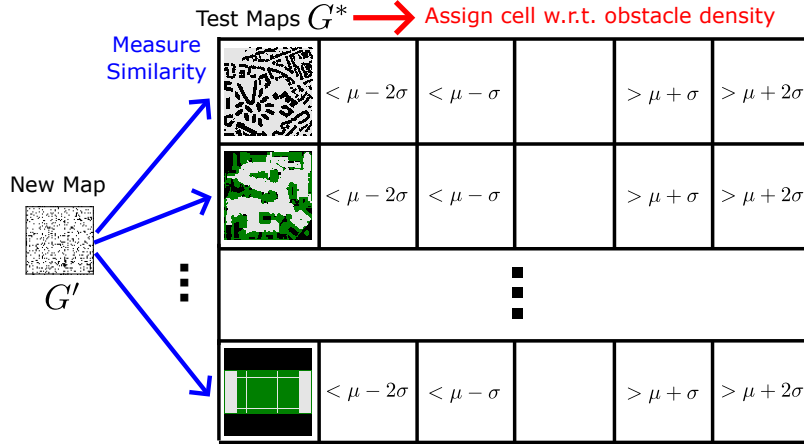 Test Maps G* Assign cell w.r.t. obstacle density
Measure
Similarity
< μ − 2σ < μ − σ > μ + σ > μ + 2σ
New Map
< μ − 2σ < μ − σ > μ + σ > μ + 2σ
G′
< μ − 2σ < μ − σ > μ + σ > μ + 2σ